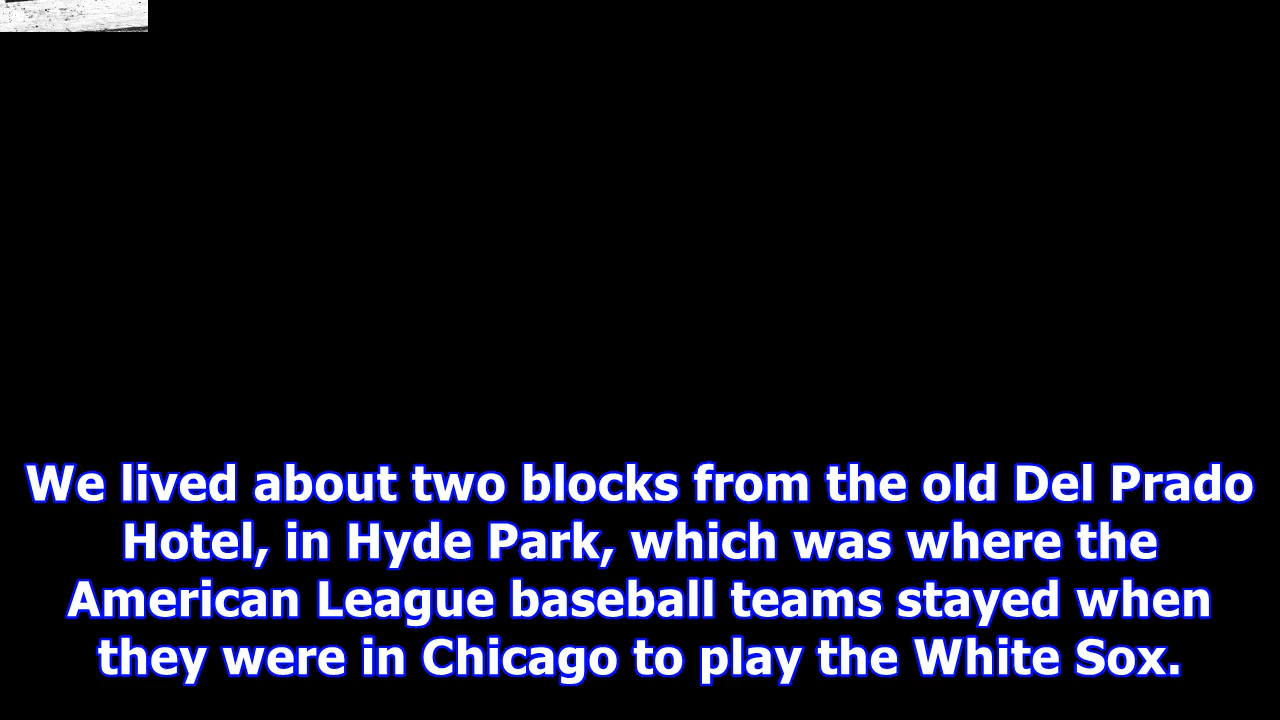 We lived about two blocks from the old Del Prado
Hotel, in Hyde Park, which was where the
American League baseball teams stayed when
they were in Chicago to play the White Sox.